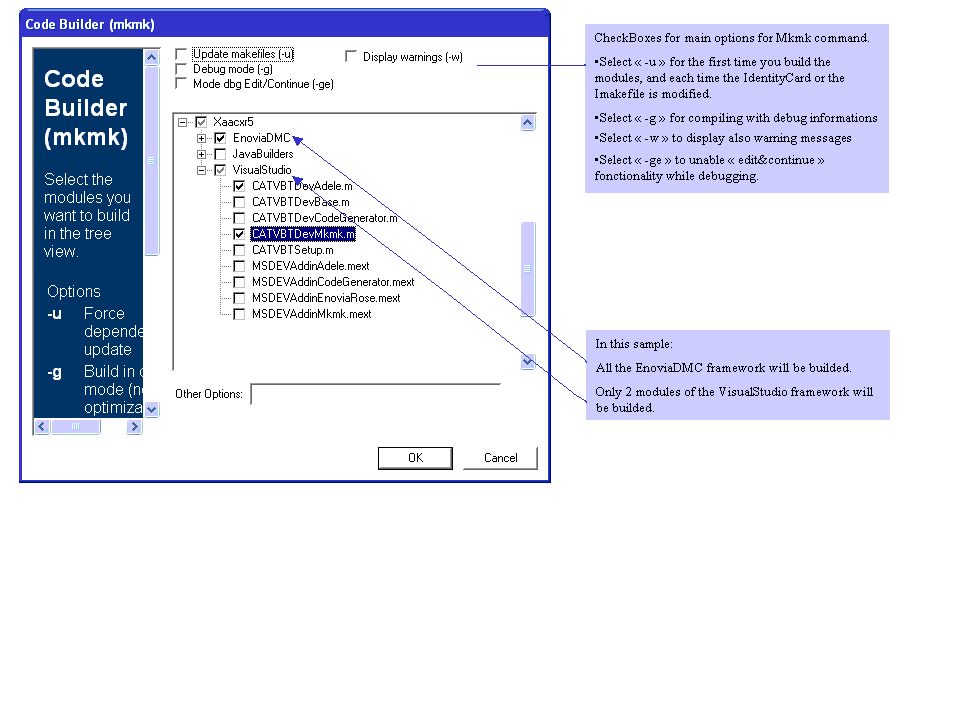 Code Builder (mkmk)
Code
Builder
(mkmk)
Select the
modules you
want to build
in the tree
view.
Options
-u Force
depende
update
-g Build in
mode (n
optimiza
Update makefiles (-u)
Debug mode (-g)
Mode dbg Edit/Continue (-ge)
Display warnings (-w)
Xaacxr5
EnoviaDMC
JavaBuilders
VisualStudio
CATVBTDevAdele.m
CATVBTDevBase.m
CATVBTDevCodeGenerator.m
CATVBTDevMkmk.m
CATVBTSetup.m
MSDEVAddinAdele.mext
MSDEVAddinCodeGenerator.mext
MSDEVAddinEnoviaRose.mext
MSDEVAddinMkmk.mext
Other Options:
OK
Cancel
CheckBoxes for main options for Mkmk command.
•Select « -u » for the first time you build the
modules, and each time the IdentityCard or the
Imakefile is modified.
•Select « -g » for compiling with debug informations
•Select « -w » to display also warning messages
•Select « -ge » to unable « edit&continue »
fonctionality while debugging.
In this sample:
All the EnoviaDMC framework will be builded.
Only 2 modules of the VisualStudio framework will
be builded.